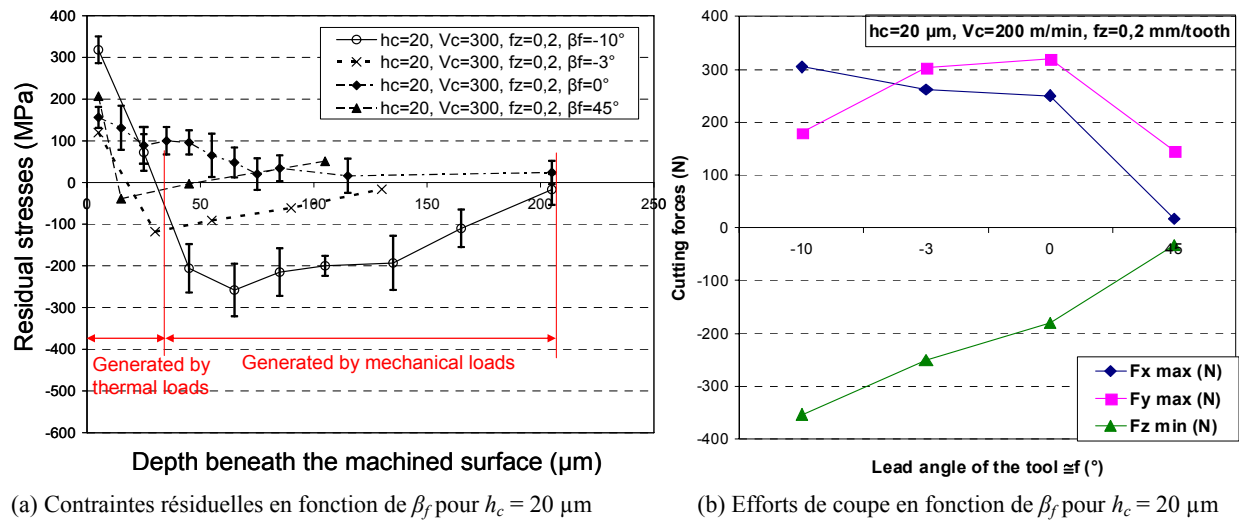 400
300
200
100
0
-100
-200
-300
-400
-500
-600
Residual stresses (MPa)
0
50
100
150
200
250
Depth beneath the machined surface (µm)
hc=20, Vc=300, fz=0,2, βf=-10°
hc=20, Vc=300, fz=0,2, βf=-3°
hc=20, Vc=300, fz=0,2, βf=0°
hc=20, Vc=300, fz=0,2, βf=45°
Generated by
thermal loads
Generated by mechanical loads
(a) Contraintes résiduelles en fonction de βf pour hc = 20 µm
400
300
200
100
0
-100
-200
-300
-400
Cutting forces (N)
hc=20 µm, Vc=200 m/min, fz=0,2 mm/tooth
-10
-3
0
45
Fx max (N)
Fy max (N)
Fz min (N)
Lead angle of the tool ≅f (°)
(b) Efforts de coupe en fonction de βf pour hc = 20 µm